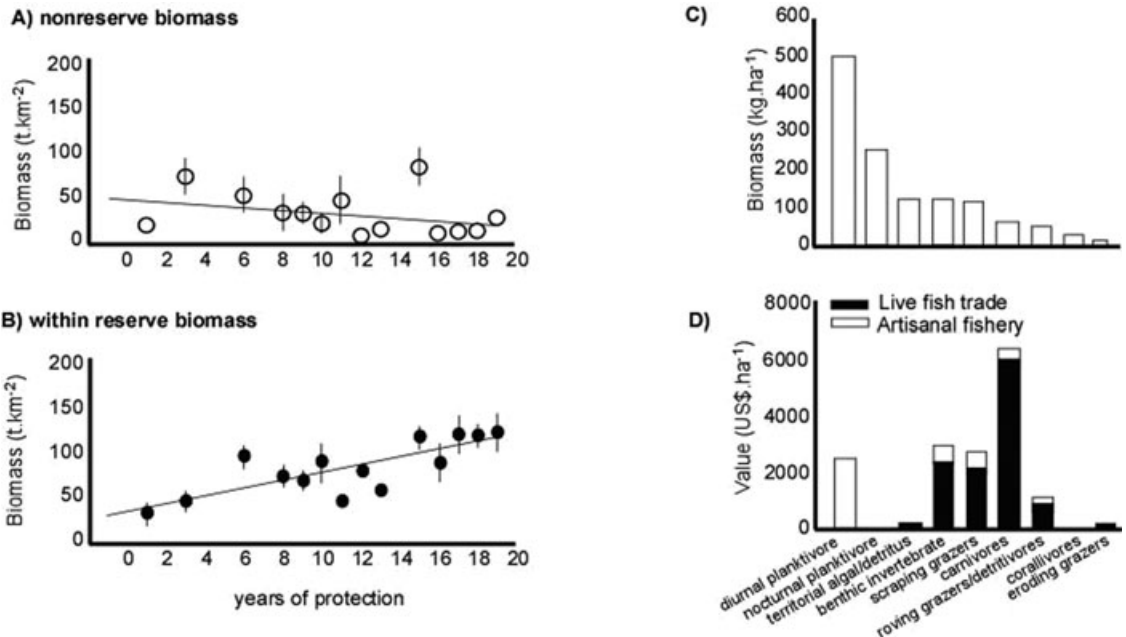 A) nonreserve biomass
200
150
100
50
0
Biomass (t.km-2)
0 2 4 6 8 10 12 14 16 18 20
B) within reserve biomass
200
150
100
50
0
Biomass (t.km-2)
0 2 4 6 8 10 12 14 16 18 20
years of protection
C)
600
500
400
300
200
100
0
Biomass (kg.ha-1)
D)
8000
6000
4000
2000
0
Value (US$.ha-1)
Live fish trade
Artisanal fishery
diurnal planktivore
nocturnal planktivore
territorial algal/detritus
benthic invertebrate
scraping grazers
carnivores
roving grazers/detritivores
corallivores
eroding grazers